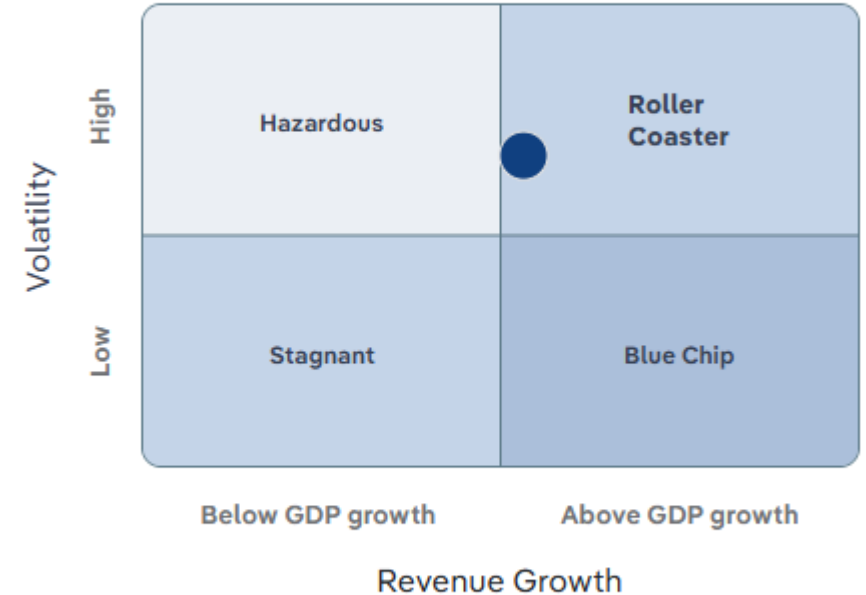 High
Hazardous
Roller
Coaster
Volatility
Low
Stagnant
Blue Chip
Below GDP growth
Above GDP growth
Revenue Growth